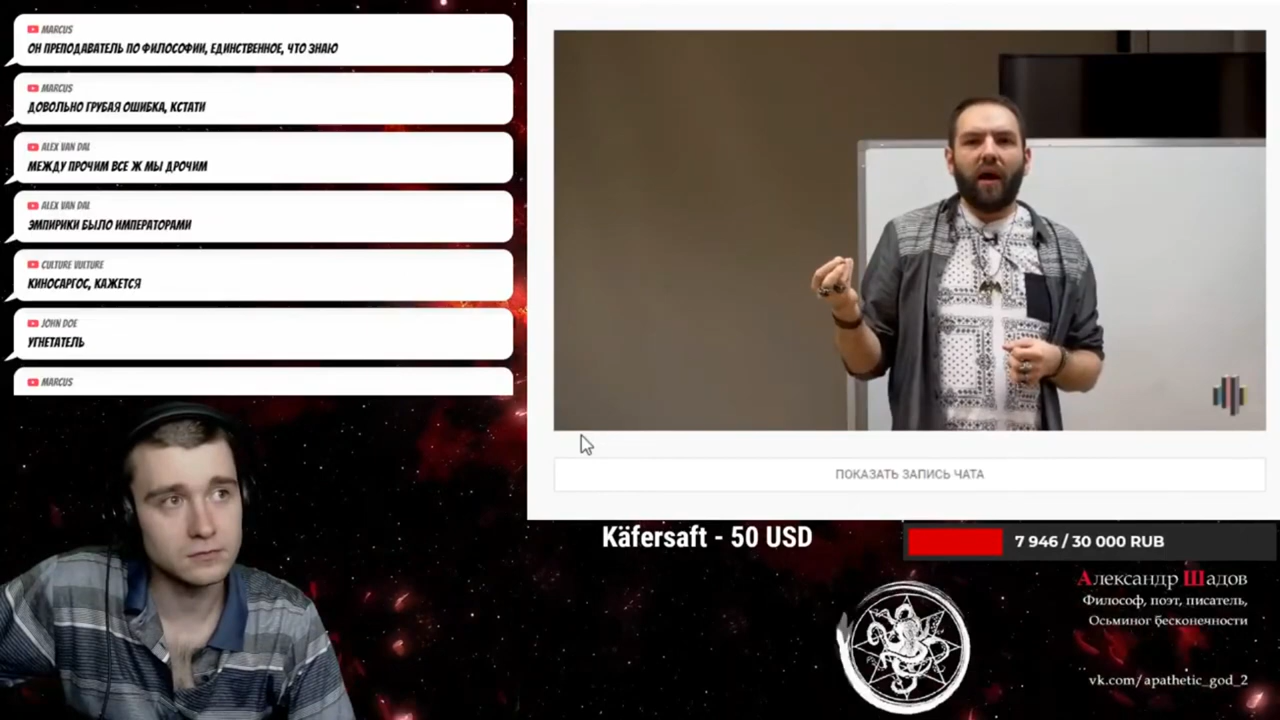 MARCUS
ОН ПРЕПОДАВАТЕЛЬ ПО ФИЛОСОФИИ, ЕДИНСТВЕННОЕ, ЧТО ЗНАЮ
MARCUS
ДОВОЛЬНО ГРУБАЯ ОШИБКА, КСТАТИ
ALEX VAN DAL
МЕЖДУ ПРОЧИМ ВСЕ Ж МЫ ДРОЧИМ
ALEX VAN DAL
ЭМПИРИКИ БЫЛО ИМПЕРАТОРАМИ
CULTURE VULTURE
КИНОСАРГОС, КАЖЕТСЯ
JOHN DOE
УГНЕТАТЕЛЬ
MARCUS
ПОКАЗАТЬ ЗАПИСЬ ЧАТА
Käfersaft - 50 USD
7 946 / 30 000 RUB
Александр Шадов
Философ, поэт, писатель,
Осьминог бесконечности
vk.com/apathetic_god_2